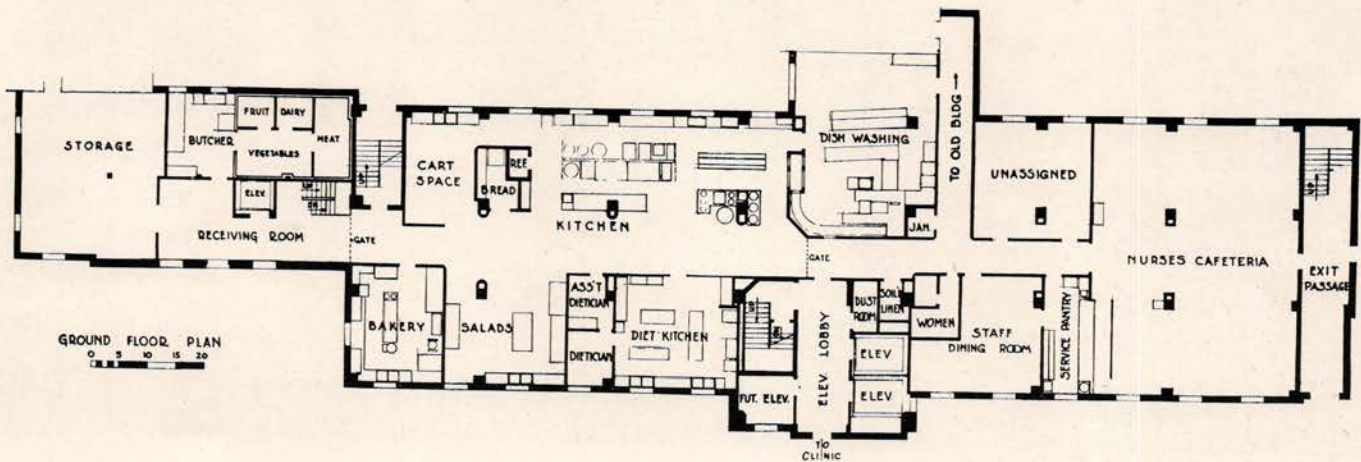 TO OLD BLDG
STORAGE
BUTCHER
FRUIT
DAIRY
MEAT
VEGETABLES
ELEV.
UP
DN
UP
RECEIVING ROOM
GATE
CART
SPACE
REF.
BREAD
KITCHEN
DISH WASHING
JAN.
GATE
UNASSIGNED
NURSES CAFETERIA
UP
EXIT
PASSAGE
BAKERY
SALADS
ASS'T
DIETICIAN
DIETICIAN
DIET KITCHEN
UP
DN
FUT. ELEV.
ELEV. LOBBY
DUST
ROOM
SOIL'D
LINEN
ELEV.
ELEV.
WOMEN
STAFF
DINING ROOM
SERVICE PANTRY
TO
CLINIC
GROUND FLOOR PLAN
0 5 10 15 20